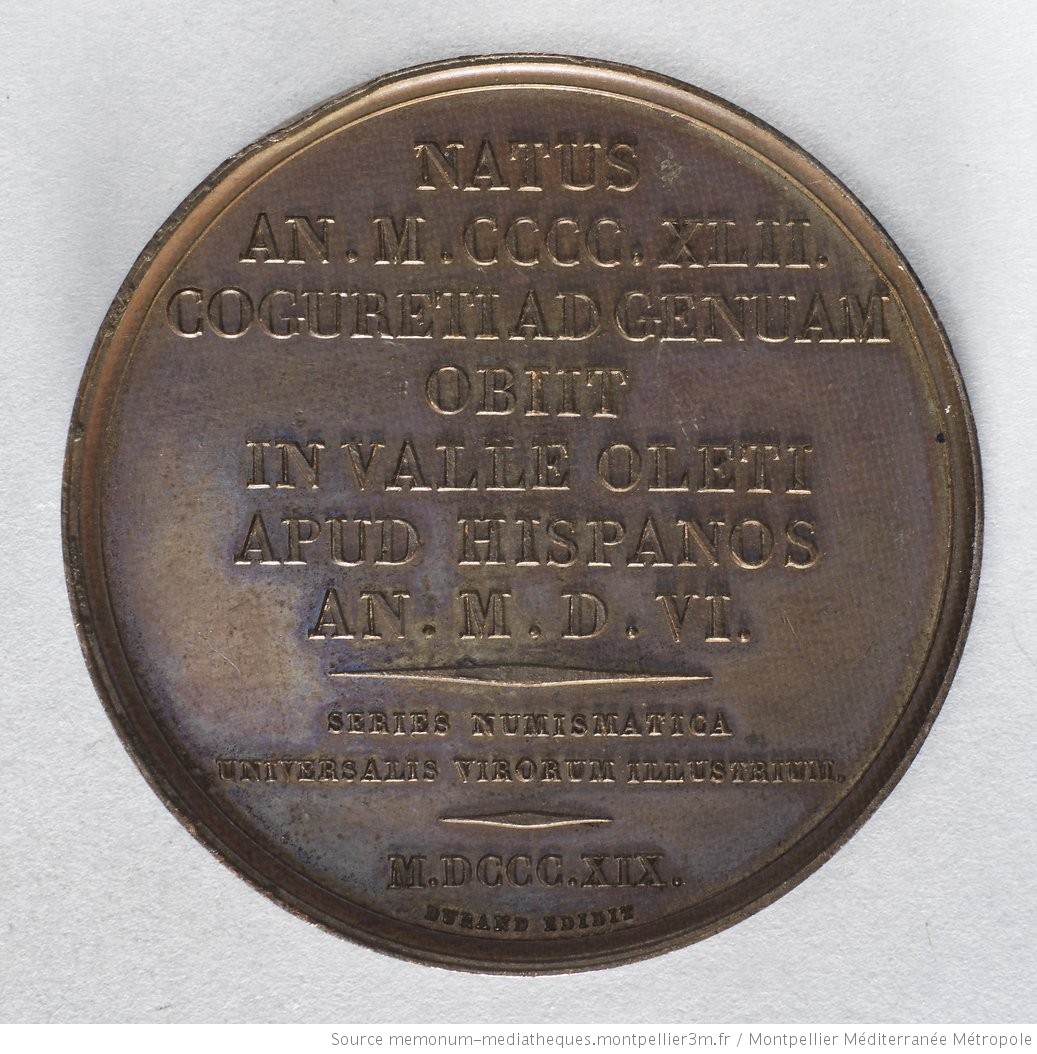 NATUS
AN. M. CCCC. XLII.
COGURETI AD GENUAM
OBIIT
IN VALLE OLETI
APUD HISPANOS
AN. M. D. VI.
SERIES NUMISMATICA
UNIVERSALIS VIRORUM ILLUSTRIUM.
M.DCCC.XIX.
DURAND EDIDIT
Source memonum-mediatheques.montpellier3m.fr / Montpellier Méditerranée Métropole